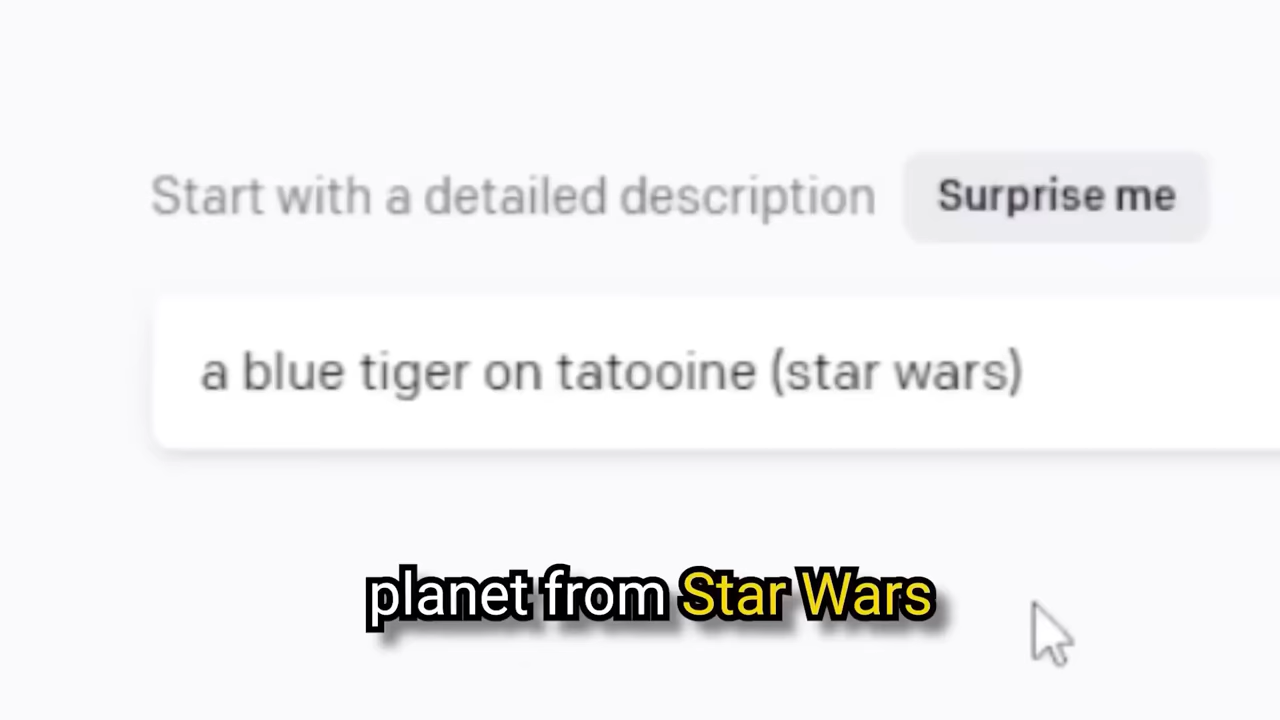 Start with a detailed description
Surprise me
a blue tiger on tatooine (star wars)
planet from Star Wars